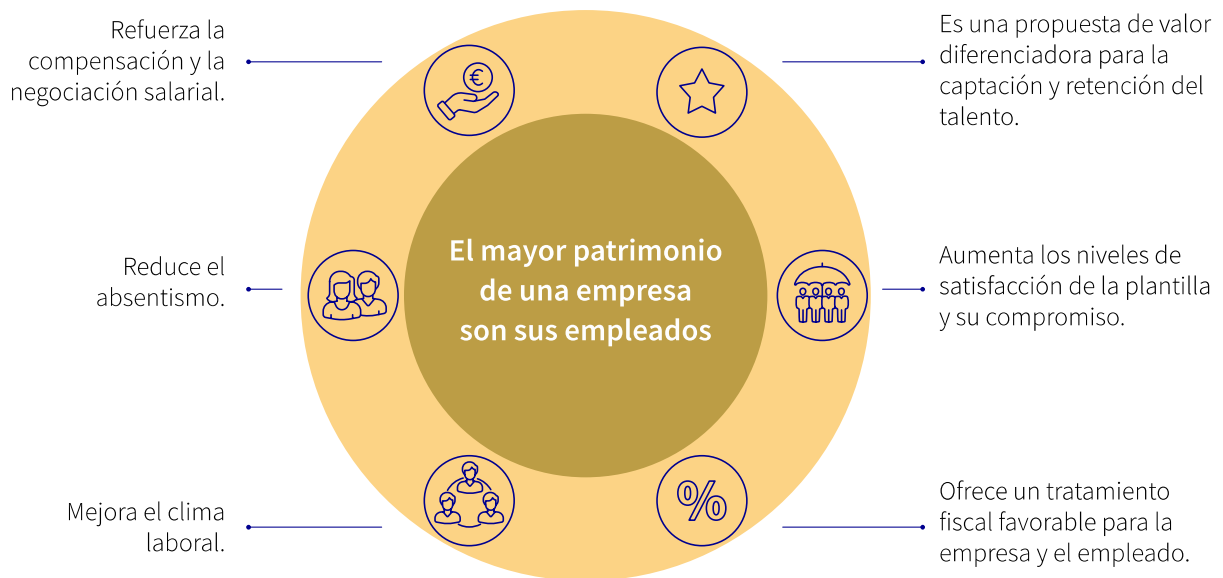 Refuerza la
compensación y la
negociación salarial.
Es una propuesta de valor
diferenciadora para la
captación y retención del
talento.
€
El mayor patrimonio
de una empresa
son sus empleados
Reduce el
absentismo.
Aumenta los niveles de
satisfacción de la plantilla
y su compromiso.
Mejora el clima
laboral.
%
Ofrece un tratamiento
fiscal favorable para la
empresa y el empleado.